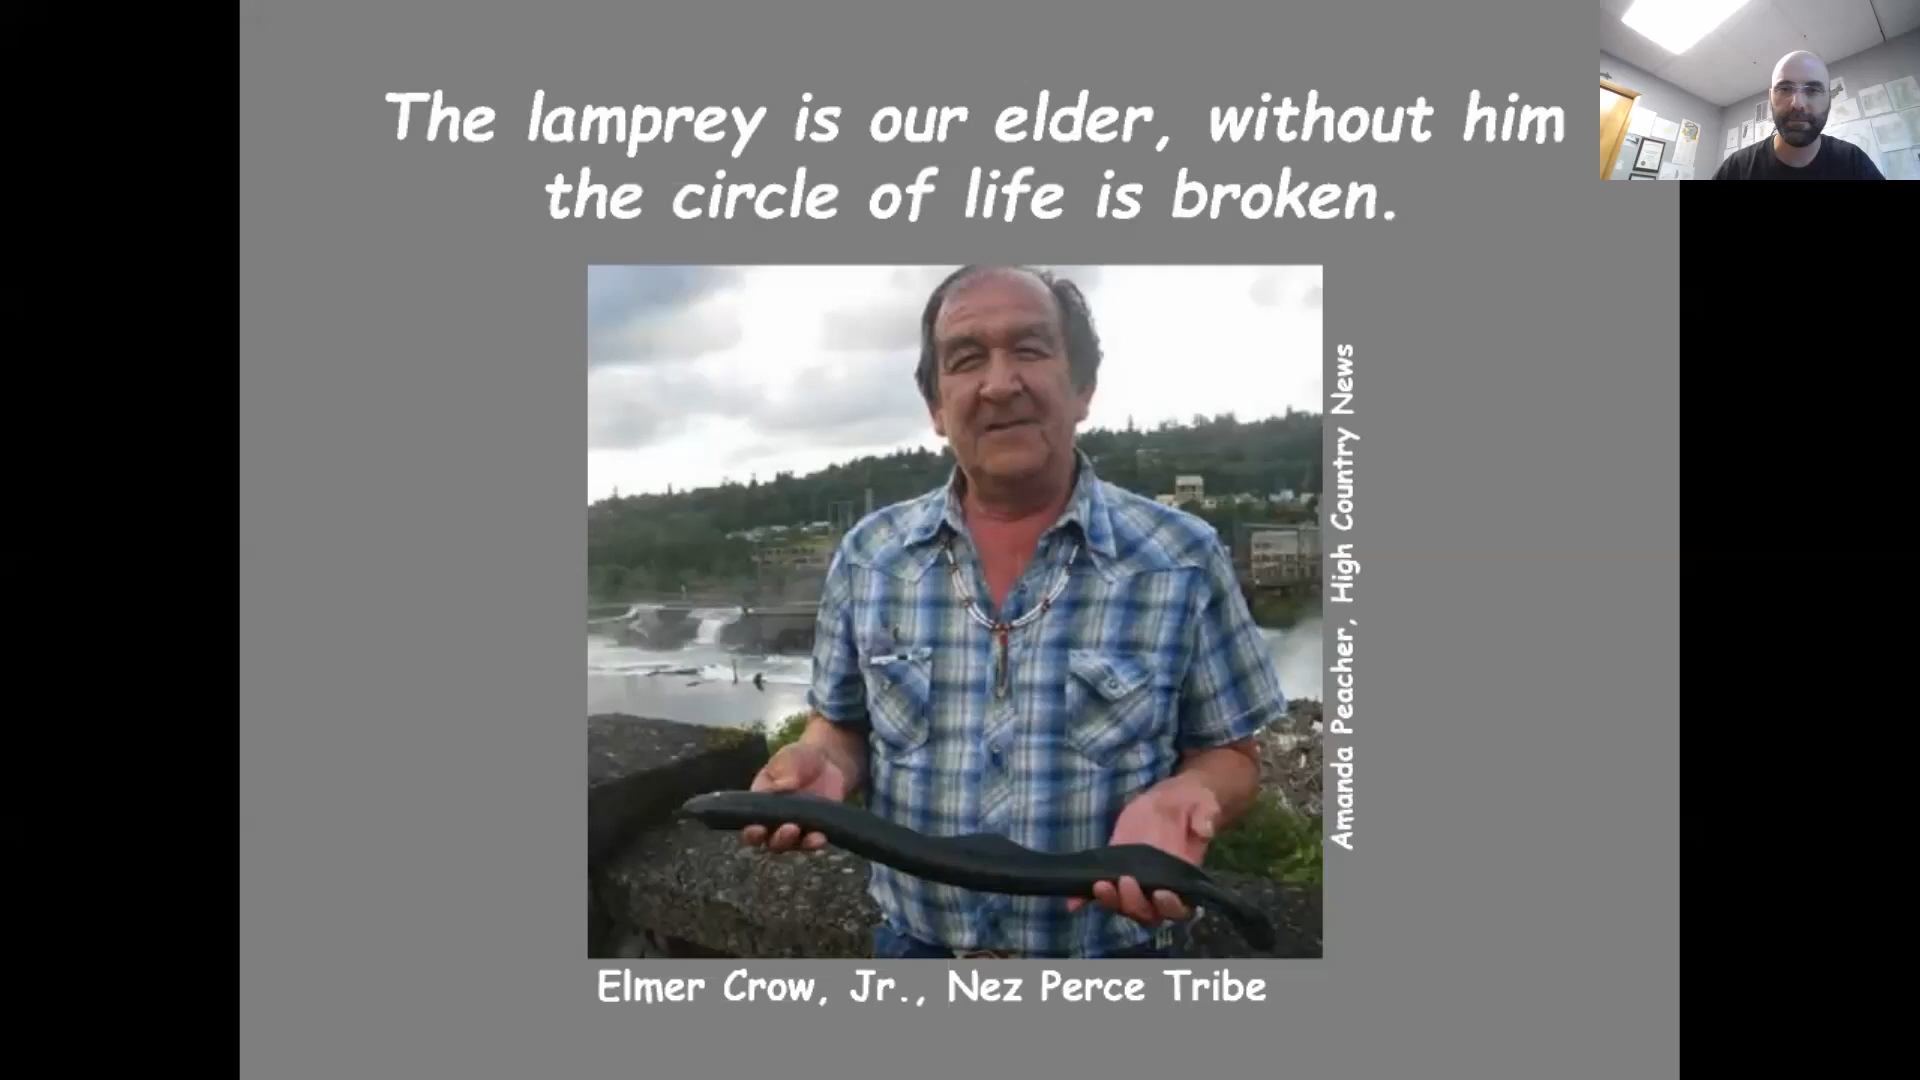 The lamprey is our elder, without him
the circle of life is broken.
Amanda Peacher, High Country News
Elmer Crow, Jr., Nez Perce Tribe